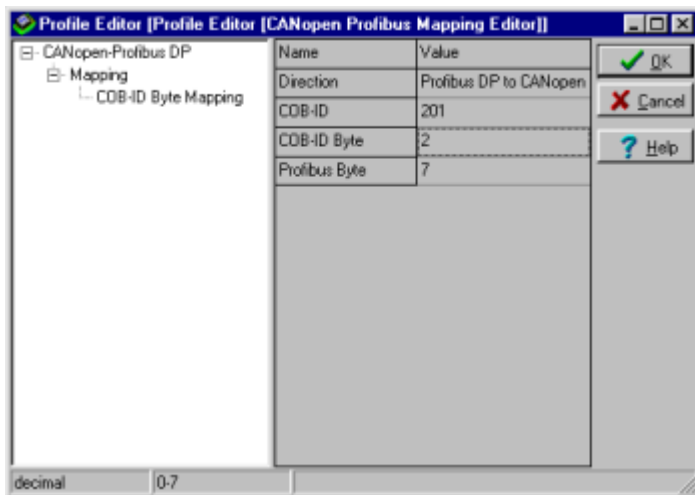 Profile Editor [Profile Editor [CANopen Profibus Mapping Editor]]
CANopen-Profibus DP
Mapping
COB-ID Byte Mapping
Name Value
Direction Profibus DP to CANopen
COB-ID 201
COB-ID Byte 2
Profibus Byte 7
OK
Cancel
Help
decimal 0-7